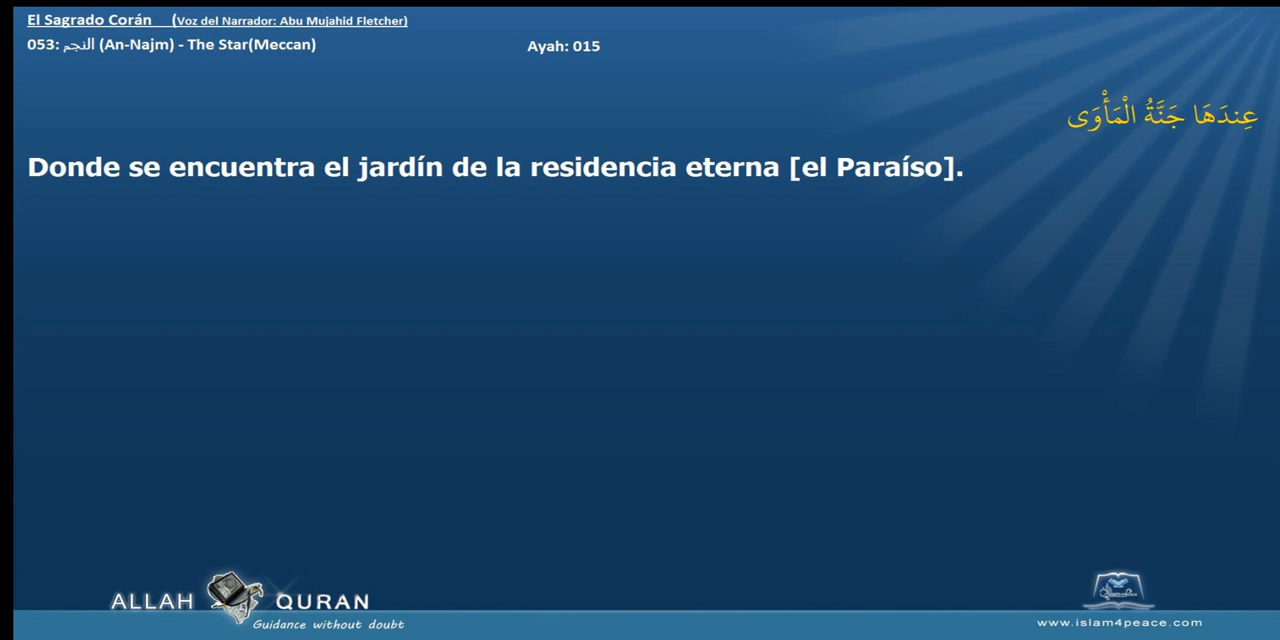 El Sagrado Corán (Voz del Narrador: Abu Mujahid Fletcher)
053: النجم (An-Najm) - The Star(Meccan)
Ayah: 015
عِندَهَا جَنَّةُ الْمَأْوَى
Donde se encuentra el jardín de la residencia eterna [el Paraíso].
ALLAH QURAN
Guidance without doubt
www.islam4peace.com